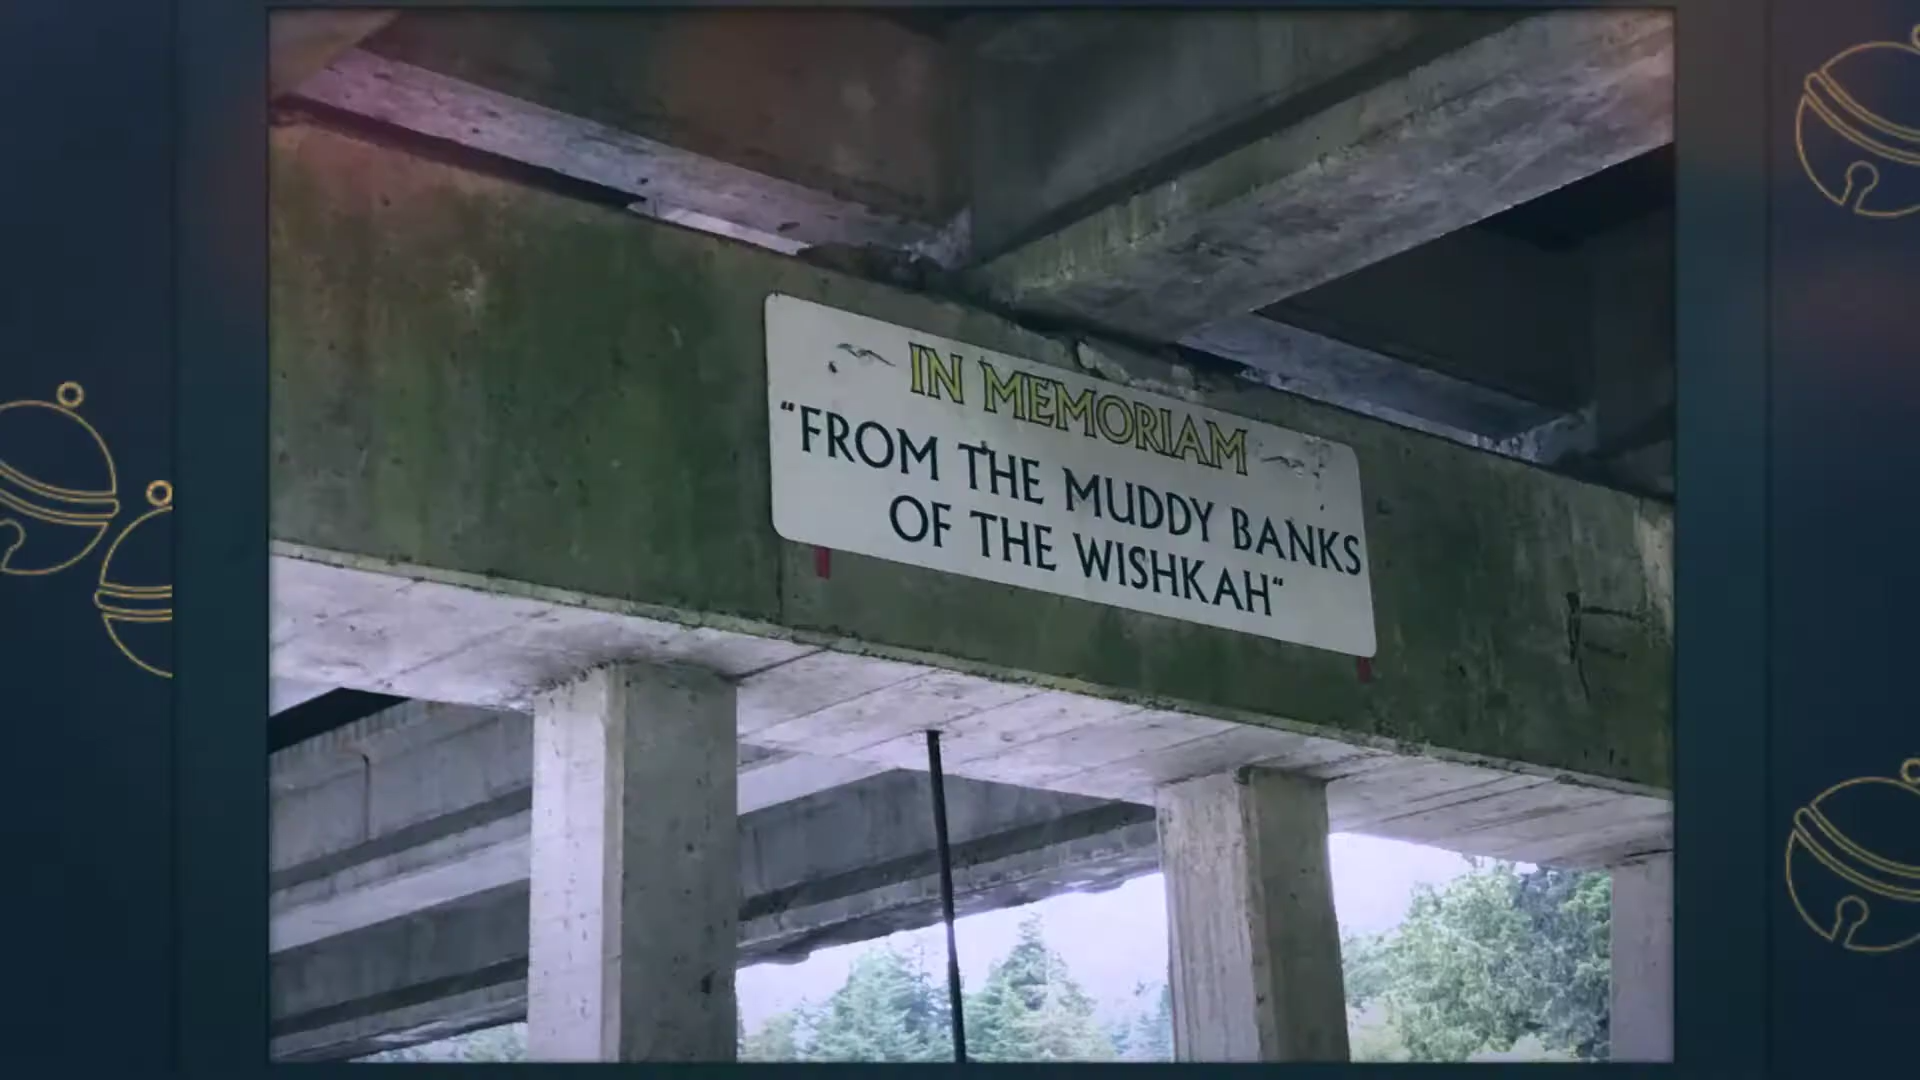 IN MEMORIAM
“FROM THE MUDDY BANKS
OF THE WISHKAH“